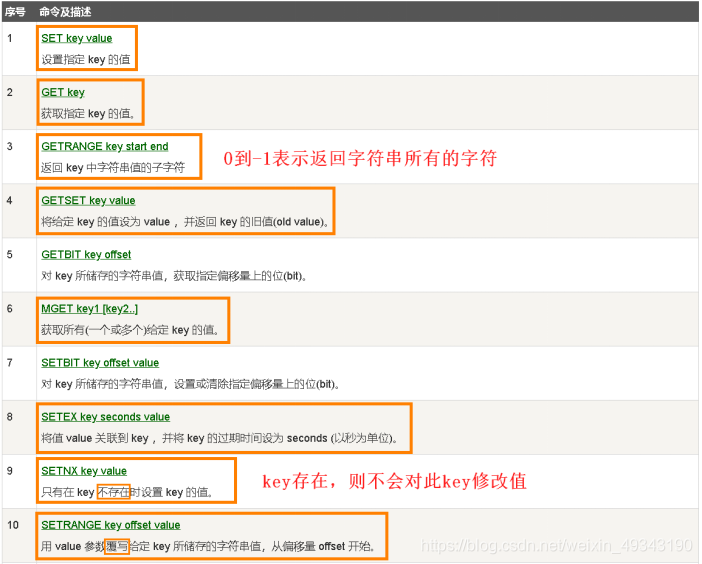 序号 命令及描述
1 SET key value
设置指定 key 的值
2 GET key
获取指定 key 的值。
3 GETRANGE key start end
返回 key 中字符串值的子字符
0到-1表示返回字符串所有的字符
4 GETSET key value
将给定 key 的值设为 value ，并返回 key 的旧值(old value)。
5 GETBIT key offset
对 key 所储存的字符串值，获取指定偏移量上的位(bit)。
6 MGET key1 [key2..]
获取所有(一个或多个)给定 key 的值。
7 SETBIT key offset value
对 key 所储存的字符串值，设置或清除指定偏移量上的位(bit)。
8 SETEX key seconds value
将值 value 关联到 key ，并将 key 的过期时间设为 seconds (以秒为单位)。
9 SETNX key value
只有在 key 不存在时设置 key 的值。
key存在，则不会对此key修改值
10 SETRANGE key offset value
用 value 参数覆写给定 key 所储存的字符串值，从偏移量 offset 开始。
https://blog.csdn.net/weixin_49343190